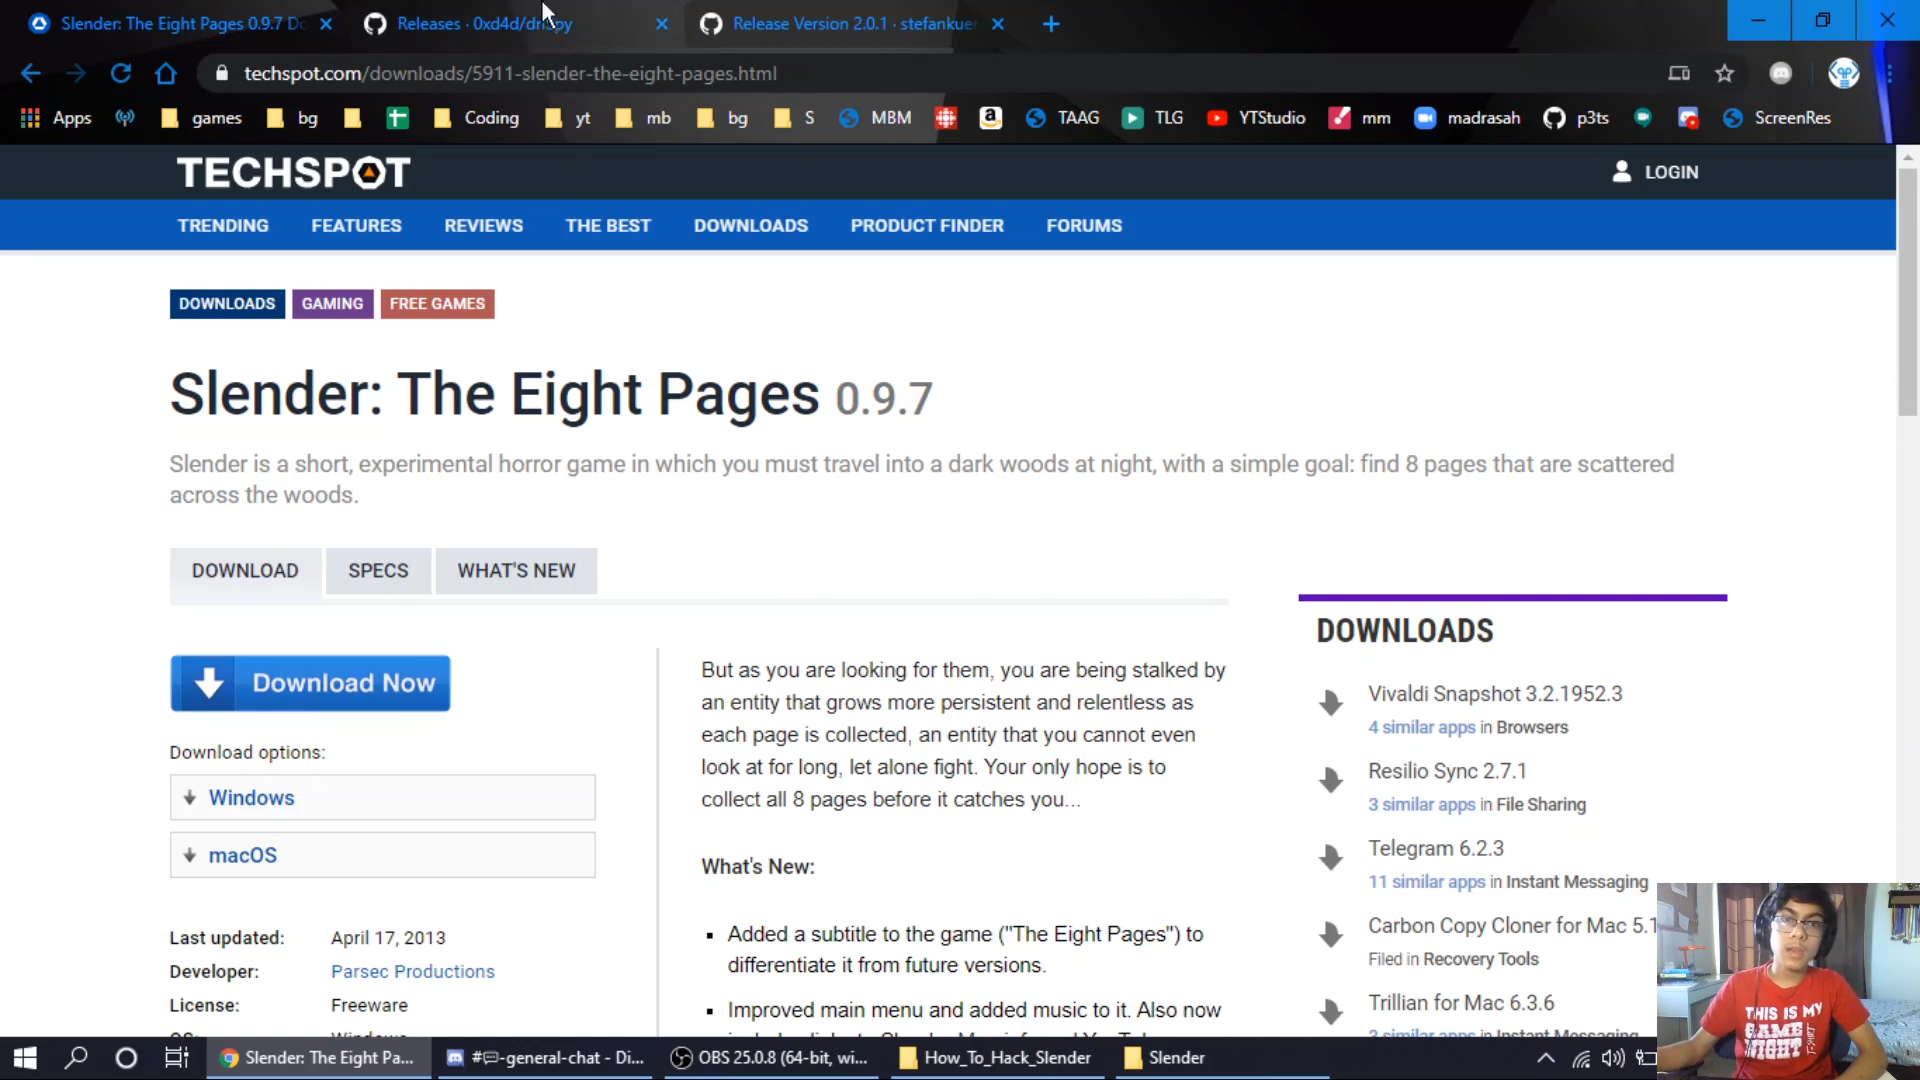 Slender: The Eight Pages 0.9.7 Do
Releases · 0xd4d/dnSpy
Release Version 2.0.1 · stefankuer
techspot.com/downloads/5911-slender-the-eight-pages.html
Apps
games
bg
Coding
yt
mb
bg
S
MBM
TAAG
TLG
YTStudio
mm
madrasah
p3ts
ScreenRes
TECHSPOT
LOGIN
TRENDING
FEATURES
REVIEWS
THE BEST
DOWNLOADS
PRODUCT FINDER
FORUMS
DOWNLOADS
GAMING
FREE GAMES
Slender: The Eight Pages 0.9.7
Slender is a short, experimental horror game in which you must travel into a dark woods at night, with a simple goal: find 8 pages that are scattered
across the woods.
DOWNLOAD
SPECS
WHAT'S NEW
Download Now
Download options:
Windows
macOS
Last updated: April 17, 2013
Developer: Parsec Productions
License: Freeware
OS: Windows
But as you are looking for them, you are being stalked by
an entity that grows more persistent and relentless as
each page is collected, an entity that you cannot even
look at for long, let alone fight. Your only hope is to
collect all 8 pages before it catches you...
What's New:
Added a subtitle to the game ("The Eight Pages") to
differentiate it from future versions.
Improved main menu and added music to it. Also now
DOWNLOADS
Vivaldi Snapshot 3.2.1952.3
4 similar apps in Browsers
Resilio Sync 2.7.1
3 similar apps in File Sharing
Telegram 6.2.3
11 similar apps in Instant Messaging
Carbon Copy Cloner for Mac 5.1
Filed in Recovery Tools
Trillian for Mac 6.3.6
similar apps in Instant Messaging
THIS IS MY
GAME
NIGHT
T-SHIRT
Slender: The Eight Pa...
#💬-general-chat - Di...
OBS 25.0.8 (64-bit, wi...
How_To_Hack_Slender
Slender